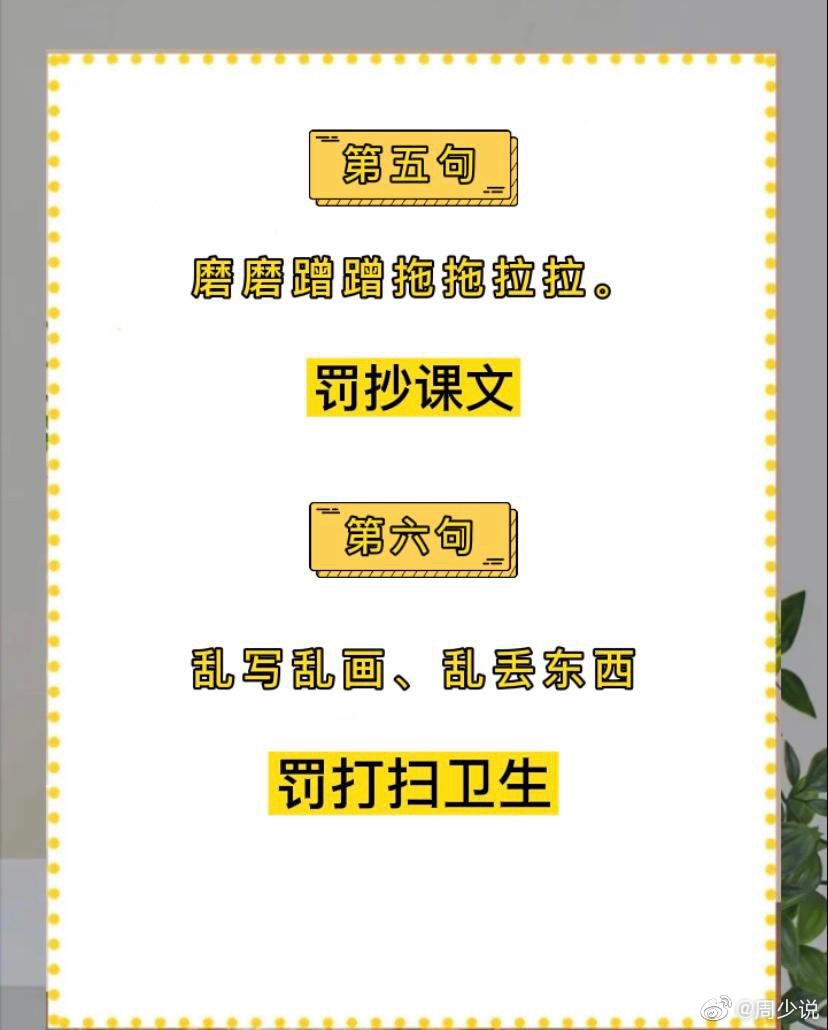 第五句
磨磨蹭蹭拖拖拉拉。
罚抄课文
第六句
乱写乱画、乱丢东西
罚打扫卫生
@周少说